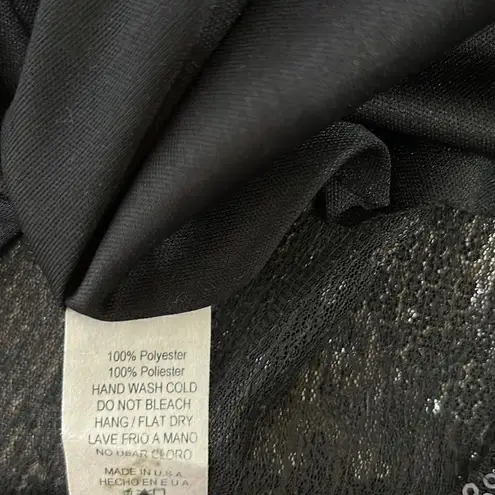 100% Polyester
100% Poliester
HAND WASH COLD
DO NOT BLEACH
HANG / FLAT DRY
LAVE FRIO A MANO
NO USAR CLORO
MADE IN U.S.A
HECHO EN E U A